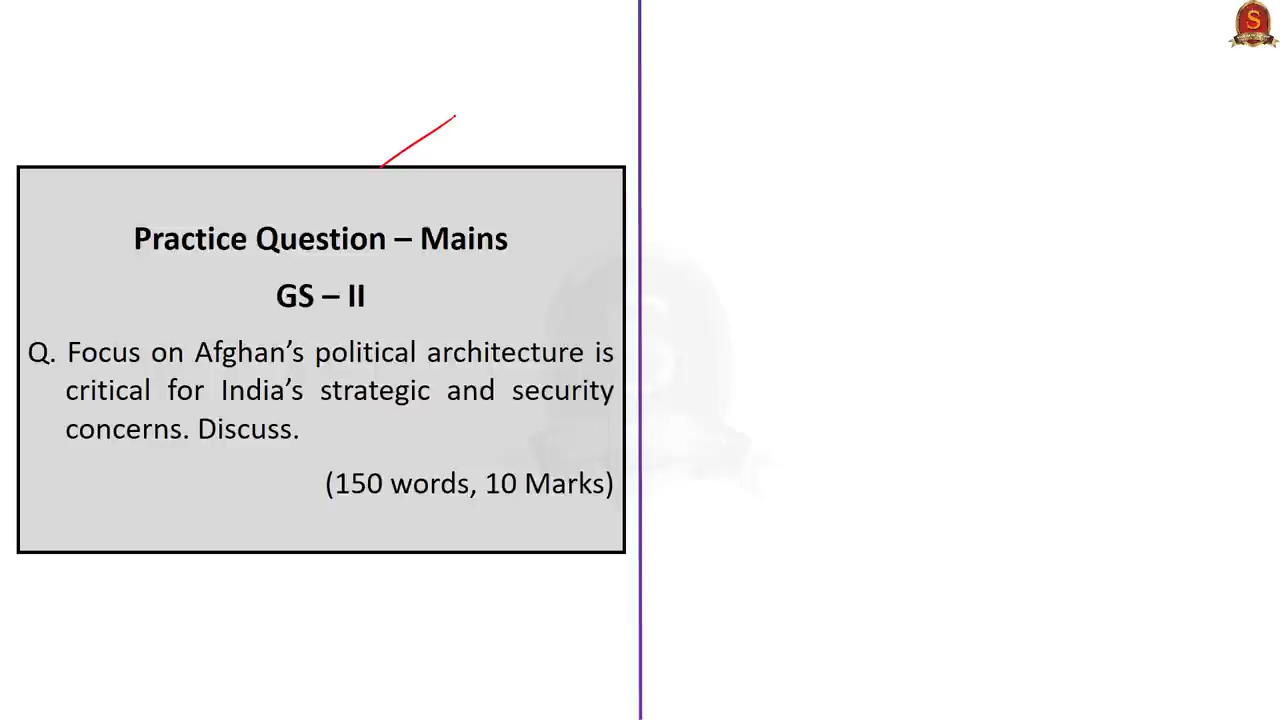 Practice Question – Mains
GS – II
Q. Focus on Afghan’s political architecture is
critical for India’s strategic and security
concerns. Discuss.
(150 words, 10 Marks)
S